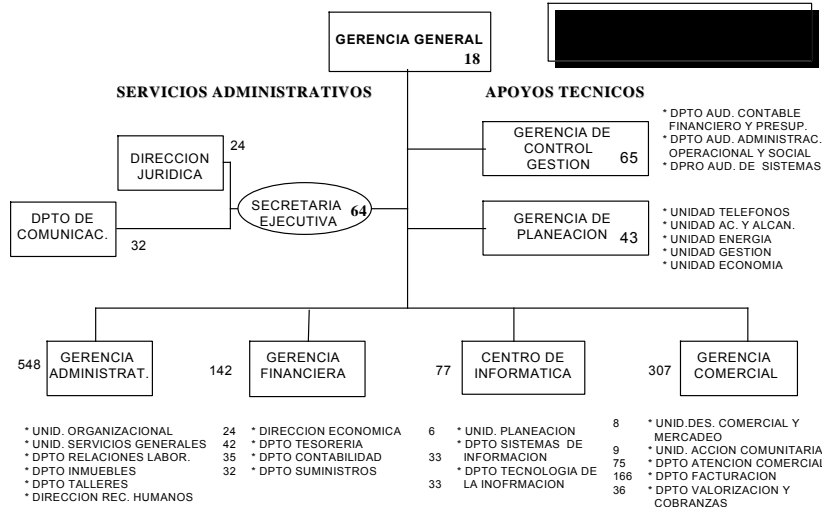 GERENCIA GENERAL
18
SERVICIOS ADMINISTRATIVOS
APOYOS TECNICOS
24
DIRECCION
JURIDICA
DPTO DE
COMUNICAC.
32
SECRETARIA
EJECUTIVA
64
GERENCIA DE
CONTROL
GESTION
65
* DPTO AUD. CONTABLE
FINANCIERO Y PRESUP.
* DPTO AUD. ADMINISTRAC.
OPERACIONAL Y SOCIAL
* DPRO AUD. DE SISTEMAS
GERENCIA DE
PLANEACION
43
* UNIDAD TELEFONOS
* UNIDAD AC. Y ALCAN.
* UNIDAD ENERGIA
* UNIDAD GESTION
* UNIDAD ECONOMIA
548
GERENCIA
ADMINISTRAT.
* UNID. ORGANIZACIONAL
* UNID. SERVICIOS GENERALES
* DPTO RELACIONES LABOR.
* DPTO INMUEBLES
* DPTO TALLERES
* DIRECCION REC. HUMANOS
142
GERENCIA
FINANCIERA
24 * DIRECCION ECONOMICA
42 * DPTO TESORERIA
35 * DPTO CONTABILIDAD
32 * DPTO SUMINISTROS
77
CENTRO DE
INFORMATICA
6 * UNID. PLANEACION
* DPTO SISTEMAS DE
33 INFORMACION
* DPTO TECNOLOGIA DE
33 LA INOFRMACION
307
GERENCIA
COMERCIAL
8 * UNID.DES. COMERCIAL Y
MERCADEO
9 * UNID. ACCION COMUNITARIA
75 * DPTO ATENCION COMERCIAL
166 * DPTO FACTURACION
36 * DPTO VALORIZACION Y
COBRANZAS